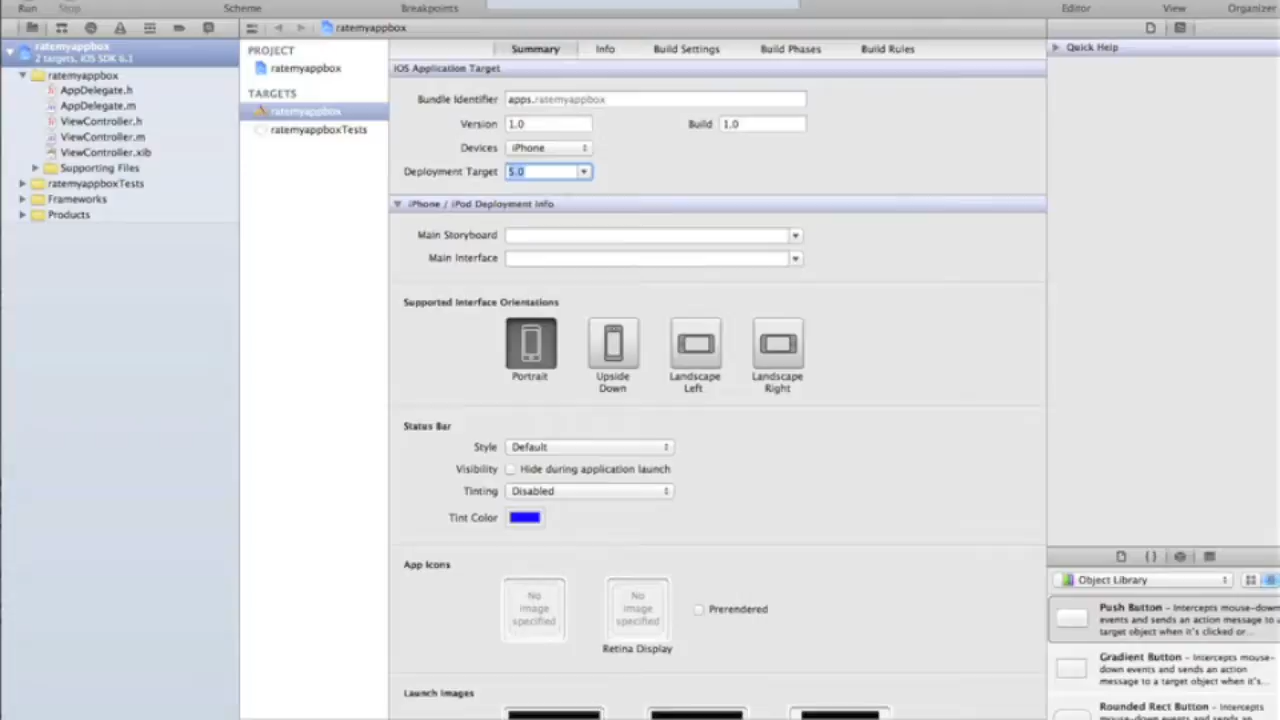 Run Stop Scheme Breakpoints Editor View Organizer
ratemyappbox
ratemyappbox
2 targets, iOS SDK 6.1
ratemyappbox
AppDelegate.h
AppDelegate.m
ViewController.h
ViewController.m
ViewController.xib
Supporting Files
ratemyappboxTests
Frameworks
Products
PROJECT
ratemyappbox
TARGETS
ratemyappbox
ratemyappboxTests
Summary Info Build Settings Build Phases Build Rules
iOS Application Target
Bundle Identifier apps.ratemyappbox
Version 1.0 Build 1.0
Devices iPhone
Deployment Target 5.0
iPhone / iPod Deployment Info
Main Storyboard
Main Interface
Supported Interface Orientations
Portrait
Upside
Down
Landscape
Left
Landscape
Right
Status Bar
Style Default
Visibility Hide during application launch
Tinting Disabled
Tint Color
App Icons
No
image
specified
No
image
specified
Prerendered
Retina Display
Launch Images
Quick Help
Object Library
Push Button - Intercepts mouse-down
events and sends an action message to a
target object when it's clicked or...
Gradient Button - Intercepts mouse-
down events and sends an action
message to a target object when it's...
Rounded Rect Button - Intercepts
mouse-down events and sends an